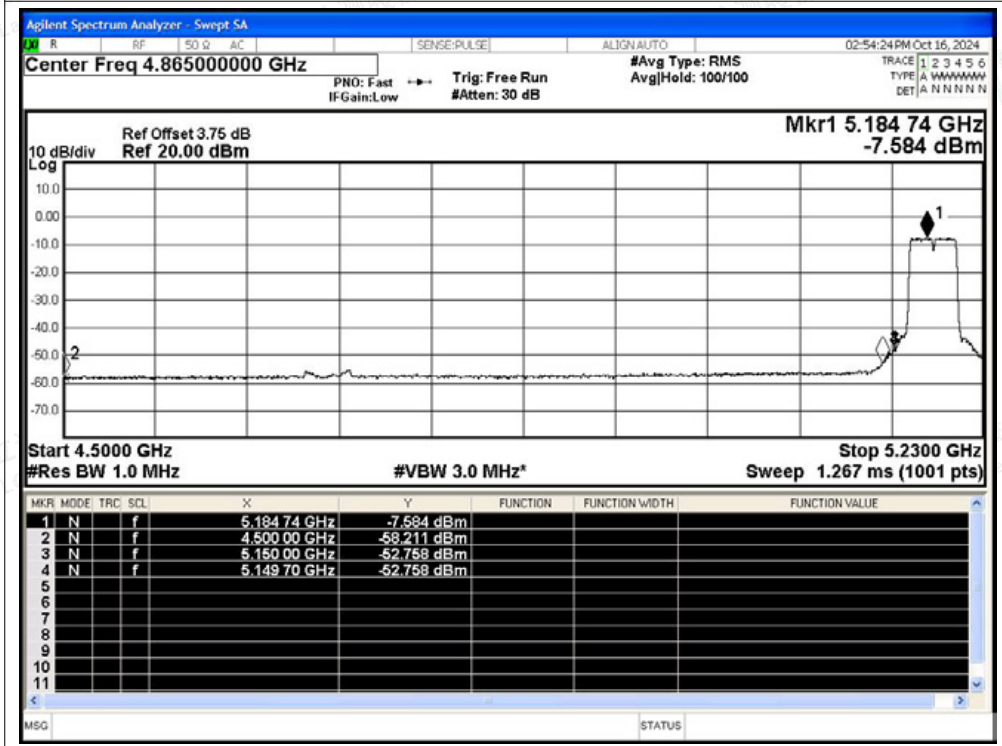 Agilent Spectrum Analyzer - Swept SA
R RF 50 Ω AC SENSE:PULSE ALIGN AUTO 02:54:24 PM Oct 16, 2024
Center Freq 4.865000000 GHz
PNO: Fast
IFGain:Low
Trig: Free Run
#Atten: 30 dB
#Avg Type: RMS
Avg|Hold: 100/100
TRACE 1 2 3 4 5 6
TYPE A WWWWW
DET A N N N N N
Mkr1 5.184 74 GHz
-7.584 dBm
Ref Offset 3.75 dB
10 dB/div Ref 20.00 dBm
Log
10.0
0.00
-10.0
-20.0
-30.0
-40.0
-50.0
-60.0
-70.0
1
2
Start 4.5000 GHz Stop 5.2300 GHz
#Res BW 1.0 MHz #VBW 3.0 MHz* Sweep 1.267 ms (1001 pts)
MKR MODE TRC SCL X Y FUNCTION FUNCTION WIDTH FUNCTION VALUE
1 N f 5.184 74 GHz -7.584 dBm
2 N f 4.500 00 GHz -58.211 dBm
3 N f 5.150 00 GHz -52.758 dBm
4 N f 5.149 70 GHz -52.758 dBm
5
6
7
8
9
10
11
MSG STATUS